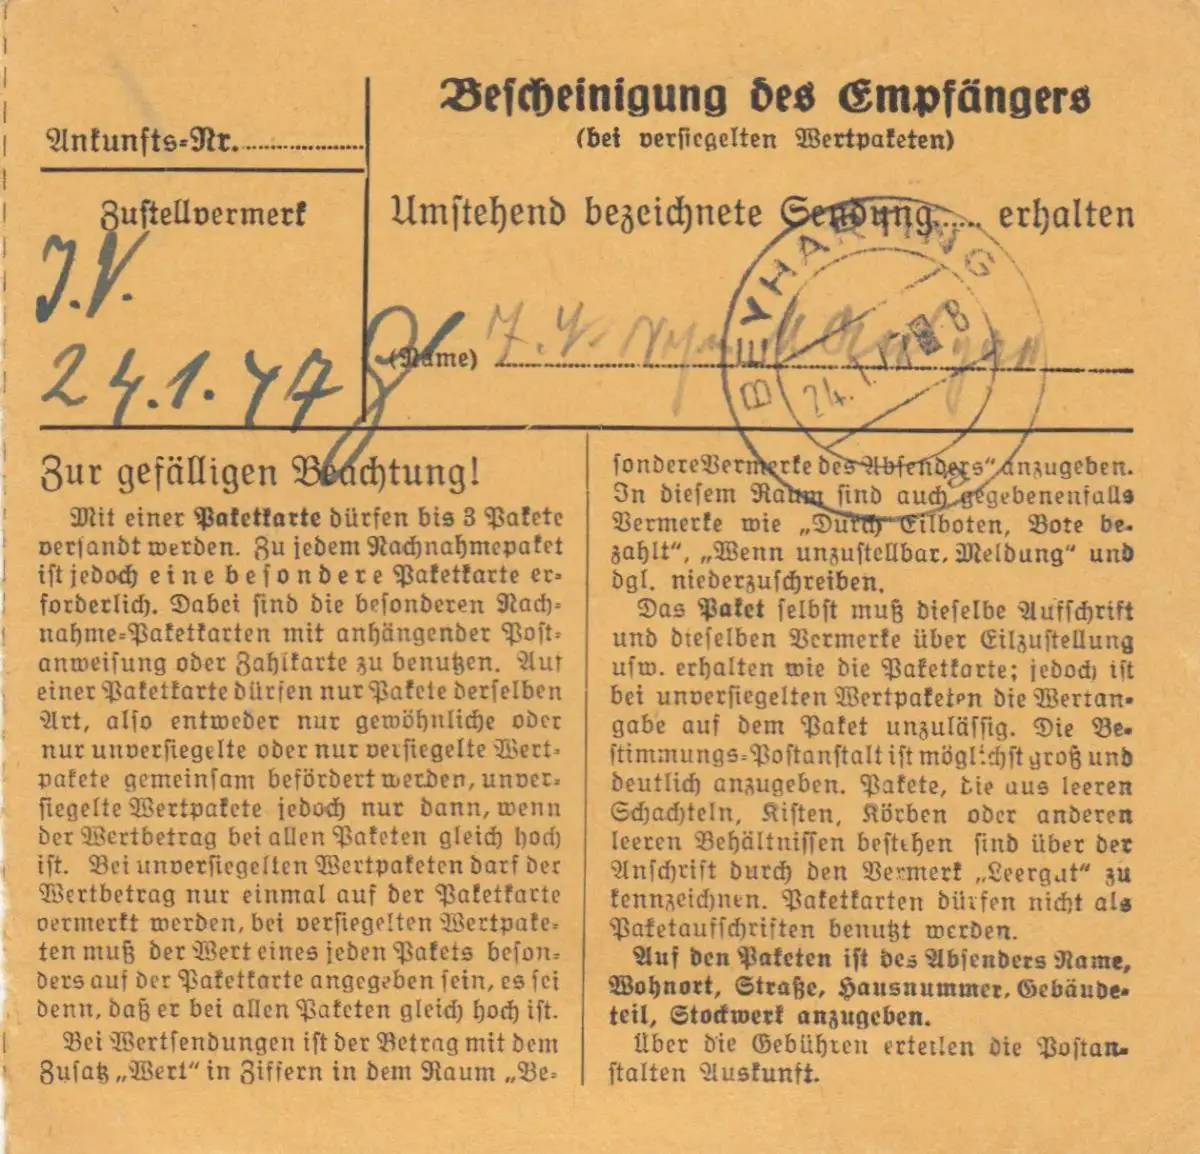 Bescheinigung des Empfängers
(bei versiegelten Wertpaketen)
Ankunfts=Nr.
Zustellvermerk
J.V.
24.1.47
Umstehend bezeichnete Sendung..... erhalten
(Name)
BEYHARTING
24.1.47 8
a
Zur gefälligen Beachtung!
Mit einer Paketkarte dürfen bis 3 Pakete
versandt werden. Zu jedem Nachnahmepaket
ist jedoch eine besondere Paketkarte er=
forderlich. Dabei sind die besonderen Nach=
nahme=Paketkarten mit anhängender Post=
anweisung oder Zahlkarte zu benutzen. Auf
einer Paketkarte dürfen nur Pakete derselben
Art, also entweder nur gewöhnliche oder
nur unversiegelte oder nur versiegelte Wert=
pakete gemeinsam befördert werden, unver=
siegelte Wertpakete jedoch nur dann, wenn
der Wertbetrag bei allen Paketen gleich hoch
ist. Bei unversiegelten Wertpaketen darf der
Wertbetrag nur einmal auf der Paketkarte
vermerkt werden, bei versiegelten Wertpake=
ten muß der Wert eines jeden Pakets beson=
ders auf der Paketkarte angegeben sein, es sei
denn, daß er bei allen Paketen gleich hoch ist.
Bei Wertsendungen ist der Betrag mit dem
Zusatz „Wert“ in Ziffern in dem Raum „Be=
sondere Vermerke des Absenders“ anzugeben.
In diesem Raum sind auch gegebenenfalls
Vermerke wie „Durch Eilboten, Bote be=
zahlt“, „Wenn unzustellbar, Meldung“ und
dgl. niederzuschreiben.
Das Paket selbst muß dieselbe Aufschrift
und dieselben Vermerke über Eilzustellung
usw. erhalten wie die Paketkarte; jedoch ist
bei unversiegelten Wertpaketen die Wertan=
gabe auf dem Paket unzulässig. Die Be=
stimmungs=Postanstalt ist möglichst groß und
deutlich anzugeben. Pakete, die aus leeren
Schachteln, Kisten, Körben oder anderen
leeren Behältnissen bestehen sind über der
Anschrift durch den Vermerk „Leergut“ zu
kennzeichnen. Paketkarten dürfen nicht als
Paketaufschriften benutzt werden.
Auf den Paketen ist des Absenders Name,
Wohnort, Straße, Hausnummer, Gebäude=
teil, Stockwerk anzugeben.
Über die Gebühren erteilen die Postan=
stalten Auskunft.